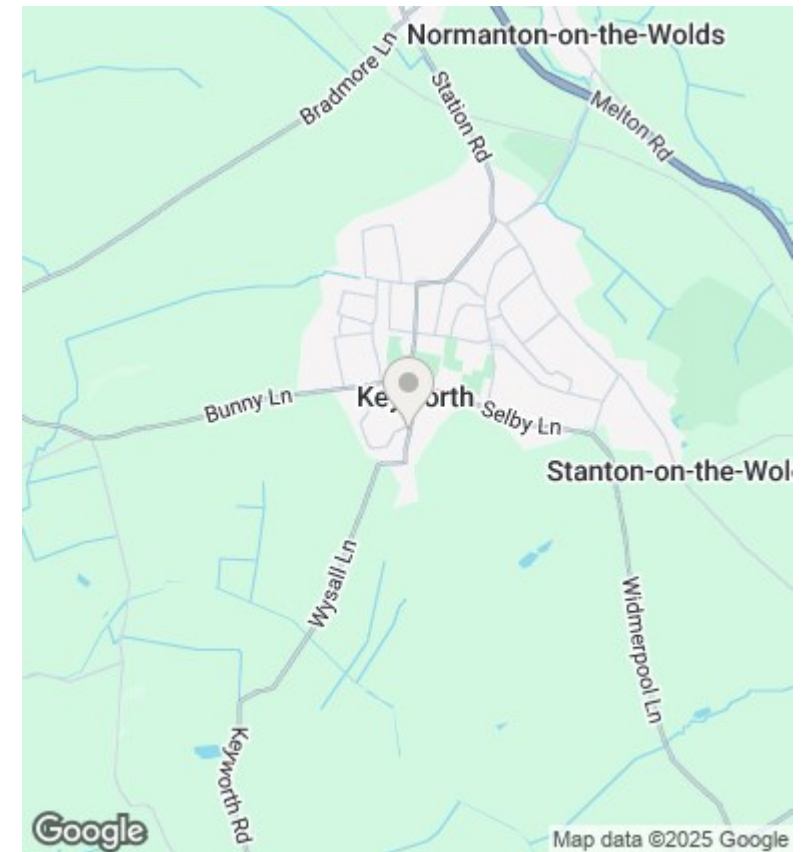 Normanton-on-the-Wolds
Bradmore Ln
Station Rd
Melton Rd
Bunny Ln
Keyworth
Selby Ln
Stanton-on-the-Wol
Wysall Ln
Widmerpool Ln
Keyworth Rd
Google
Map data ©2025 Google